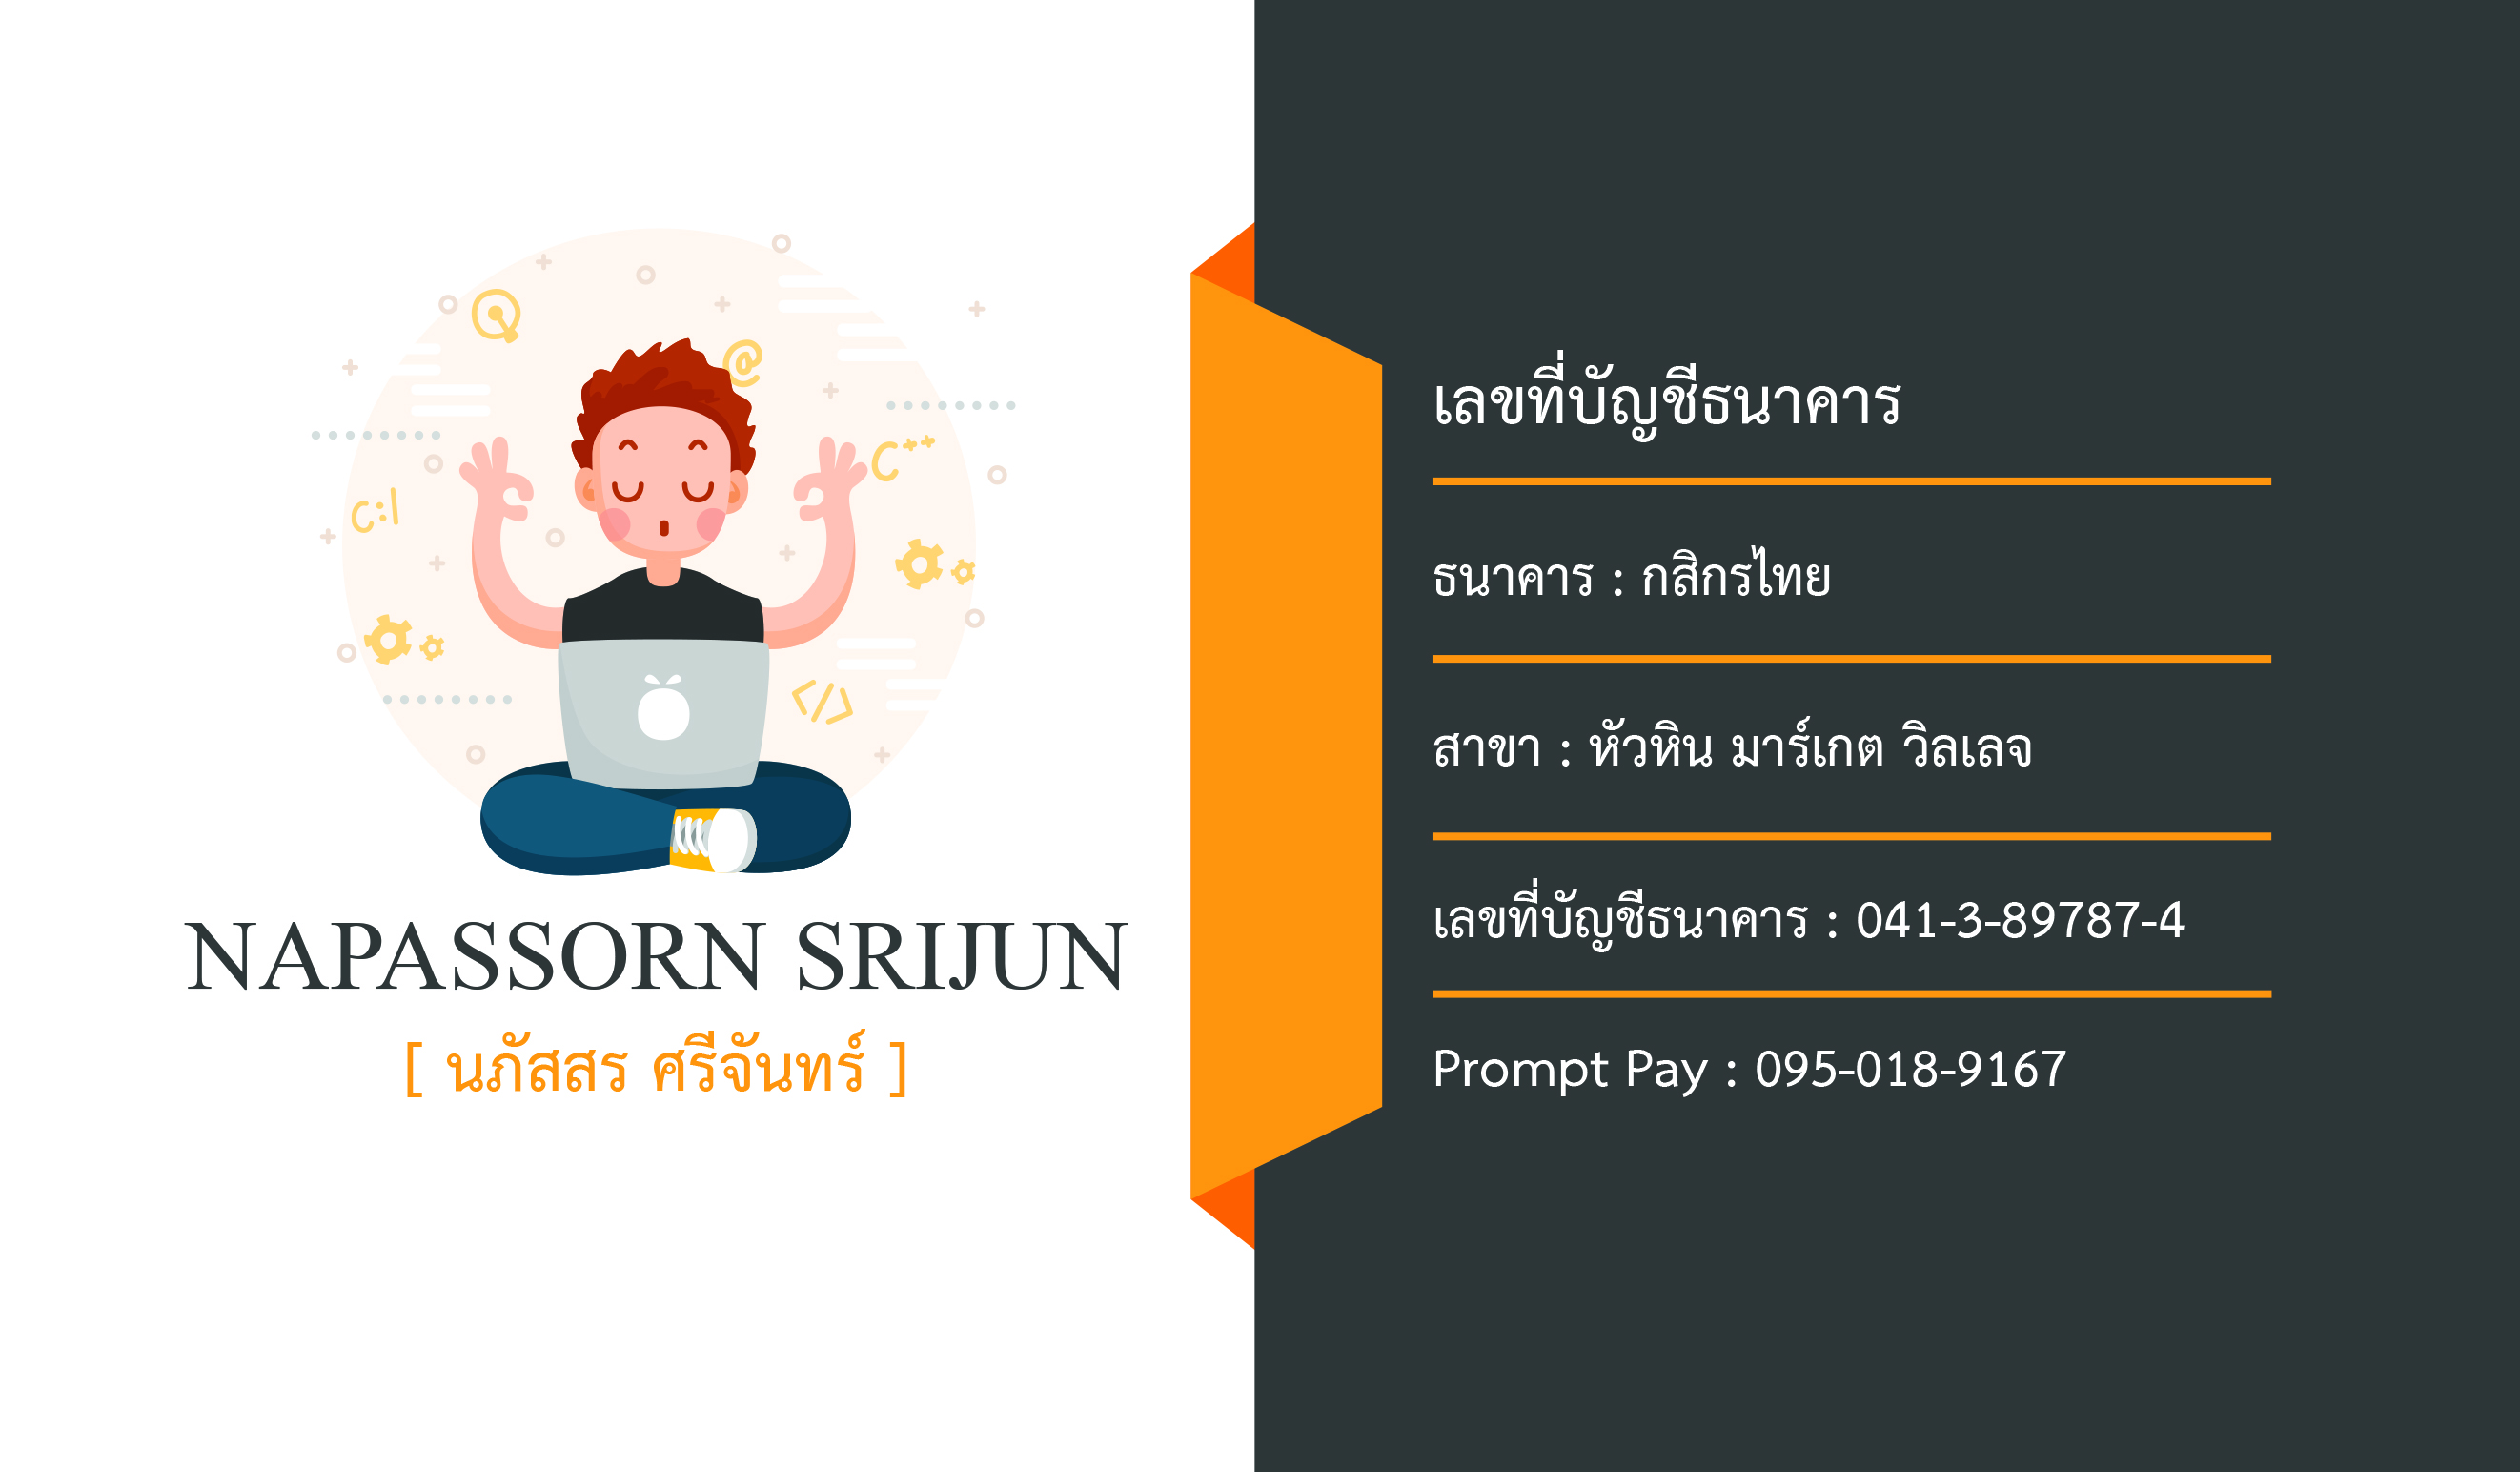 Q
@
C++
C:\
</>
NAPASSORN SRIJUN
[ นภัสสร ศรีจันทร์ ]
เลขที่บัญชีธนาคาร
ธนาคาร : กสิกรไทย
สาขา : หัวหิน มาร์เกต วิลเลจ
เลขที่บัญชีธนาคาร : 041-3-89787-4
Prompt Pay : 095-018-9167